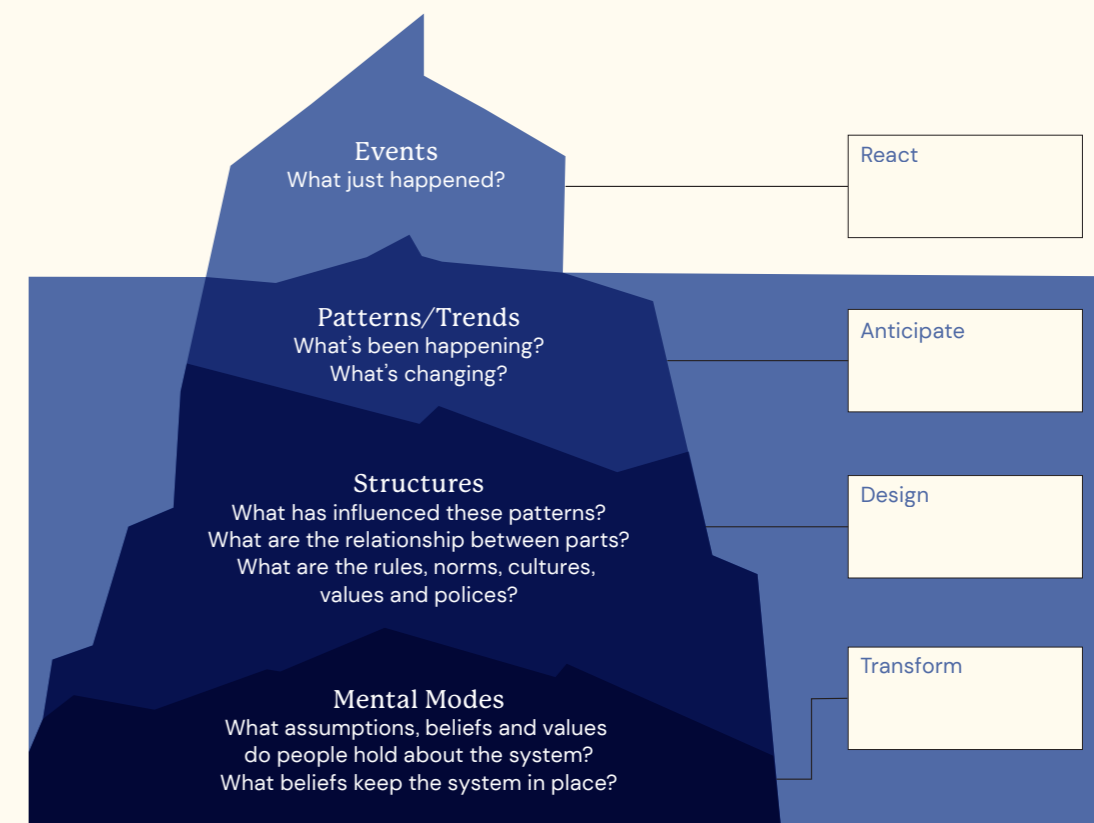 Events
What just happened?
React
Patterns/Trends
What's been happening?
What's changing?
Anticipate
Structures
What has influenced these patterns?
What are the relationship between parts?
What are the rules, norms, cultures,
values and polices?
Design
Mental Modes
What assumptions, beliefs and values
do people hold about the system?
What beliefs keep the system in place?
Transform